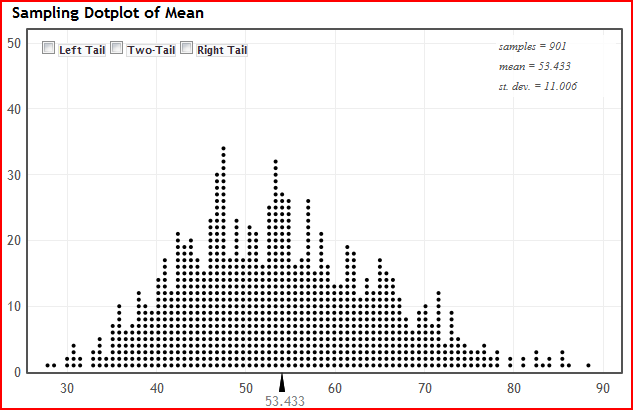 Sampling Dotplot of Mean
50
Left Tail Two-Tail Right Tail
samples = 901
mean = 53.433
st. dev. = 11.006
40
30
20
10
0
30 40 50 60 70 80 90
53.433